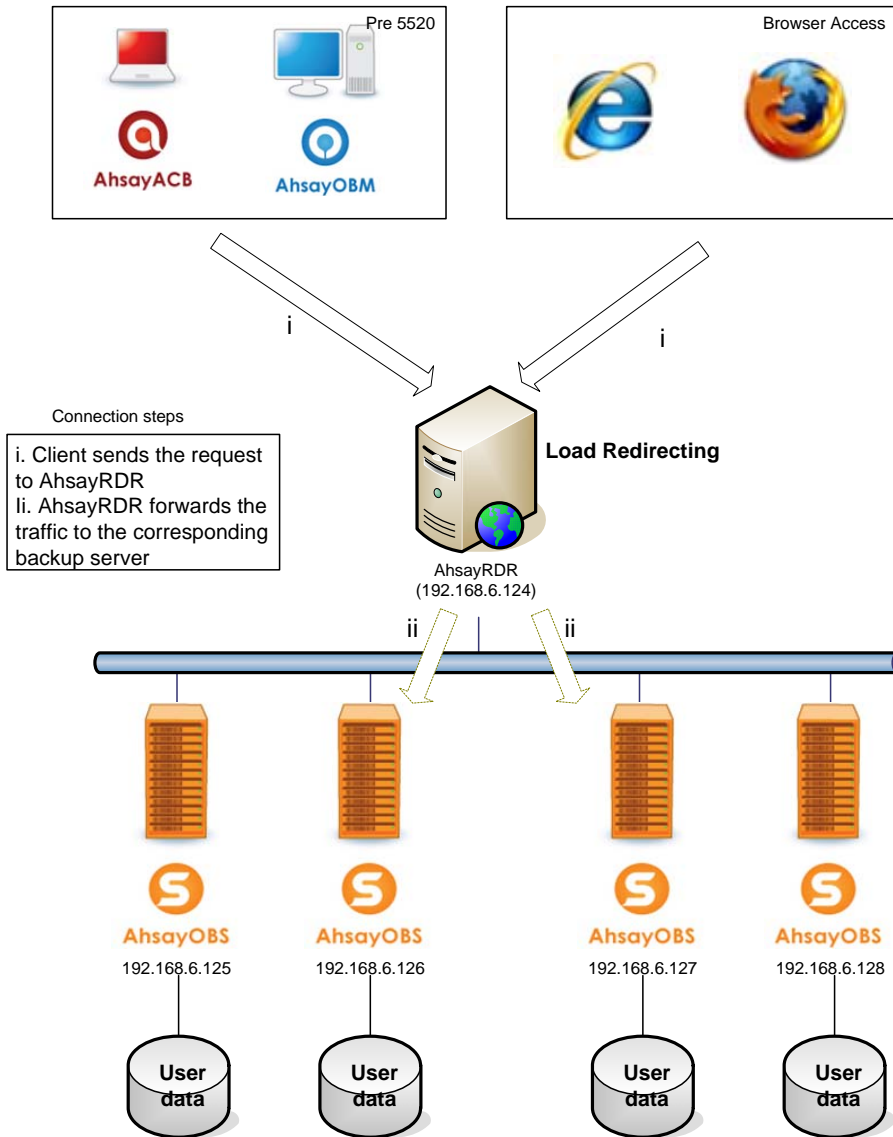 Pre 5520
Browser Access
AhsayACB
AhsayOBM
i
i
Connection steps
i. Client sends the request
to AhsayRDR
Ii. AhsayRDR forwards the
traffic to the corresponding
backup server
Load Redirecting
AhsayRDR
(192.168.6.124)
ii
ii
AhsayOBS
AhsayOBS
AhsayOBS
AhsayOBS
192.168.6.125
192.168.6.126
192.168.6.127
192.168.6.128
User
data
User
data
User
data
User
data